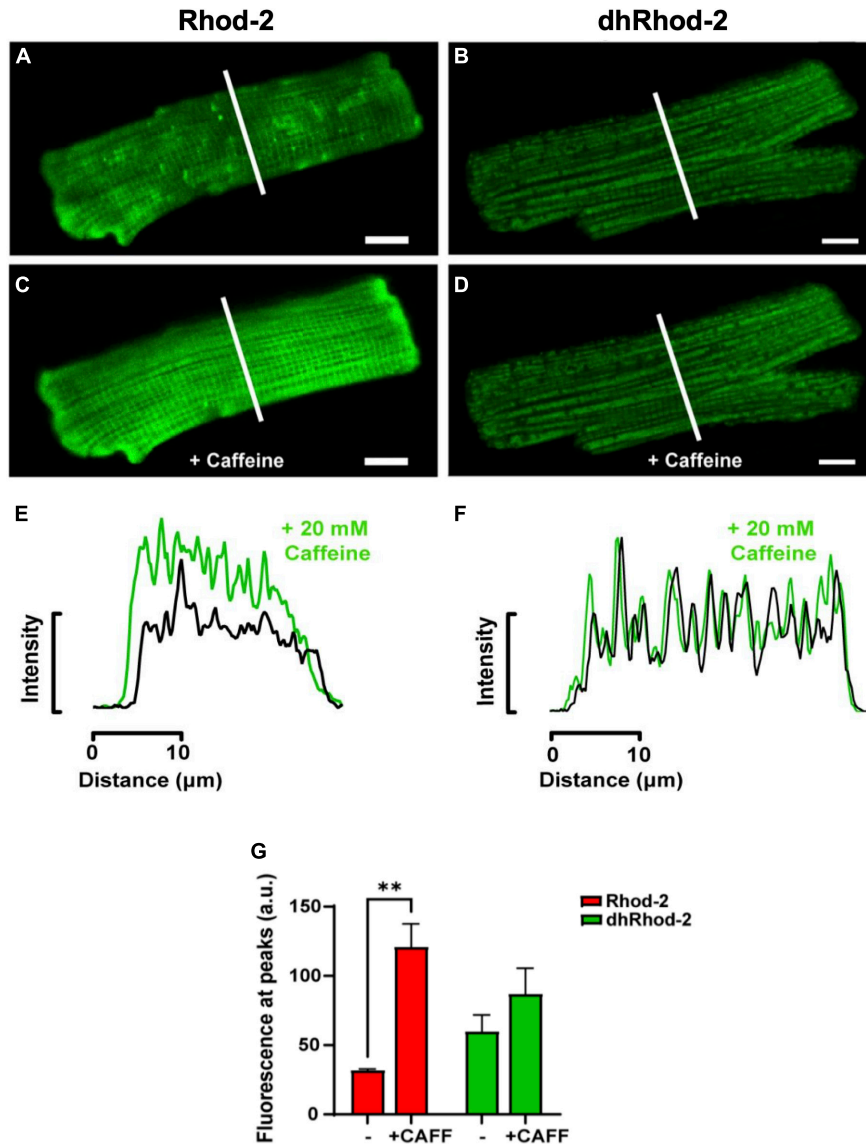 Rhod-2
dhRhod-2
A
B
C
+ Caffeine
D
+ Caffeine
E
+ 20 mM
Caffeine
Intensity
0
10
Distance (μm)
F
+ 20 mM
Caffeine
Intensity
0
10
Distance (μm)
G
Fluorescence at peaks (a.u.)
150
100
50
0
**
-
+CAFF
-
+CAFF
Rhod-2
dhRhod-2